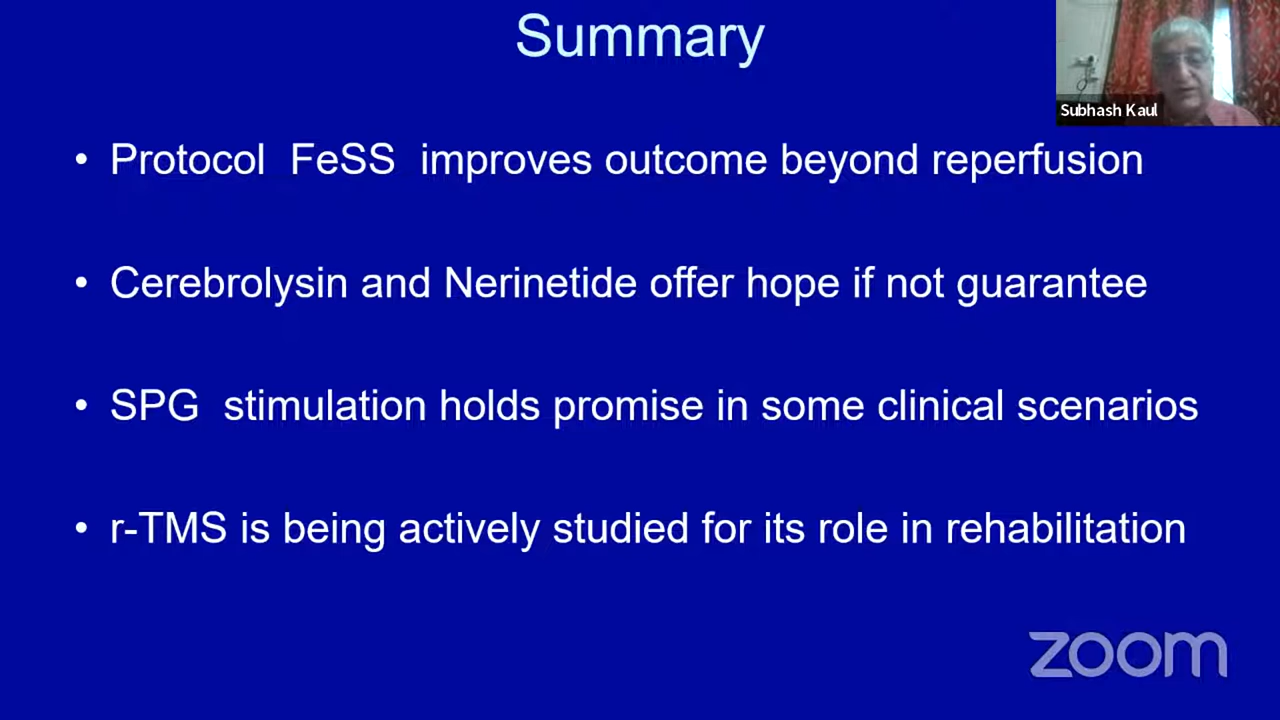 Summary
Subhash Kaul
• Protocol FeSS improves outcome beyond reperfusion
• Cerebrolysin and Nerinetide offer hope if not guarantee
• SPG stimulation holds promise in some clinical scenarios
• r-TMS is being actively studied for its role in rehabilitation
zoom